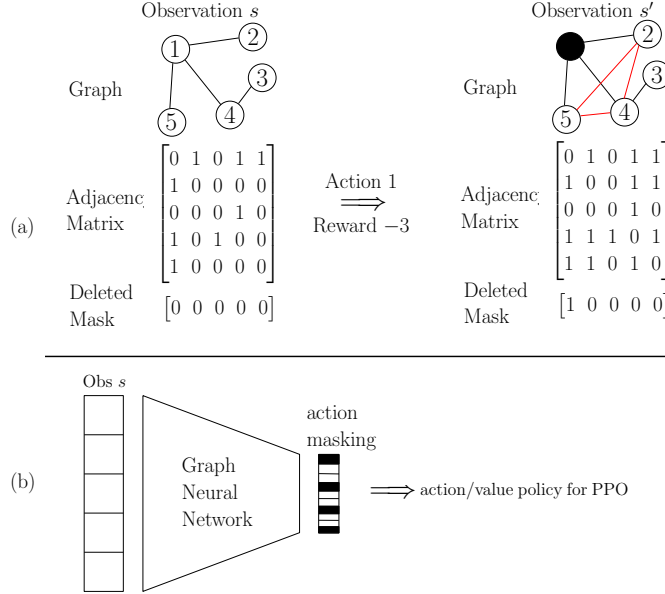 Observation s
Observation s′
1
2
3
4
5
Graph
2
3
4
5
Graph
(a)
Adjacency
Matrix
0 1 0 1 1
1 0 0 0 0
0 0 0 1 0
1 0 1 0 0
1 0 0 0 0
Action 1
⟹
Reward −3
Adjacency
Matrix
0 1 0 1 1
1 0 0 1 1
0 0 0 1 0
1 1 1 0 1
1 1 0 1 0
Deleted
Mask
[0 0 0 0 0]
Deleted
Mask
[1 0 0 0 0]
(b)
Obs s
Graph
Neural
Network
action
masking
⟹ action/value policy for PPO